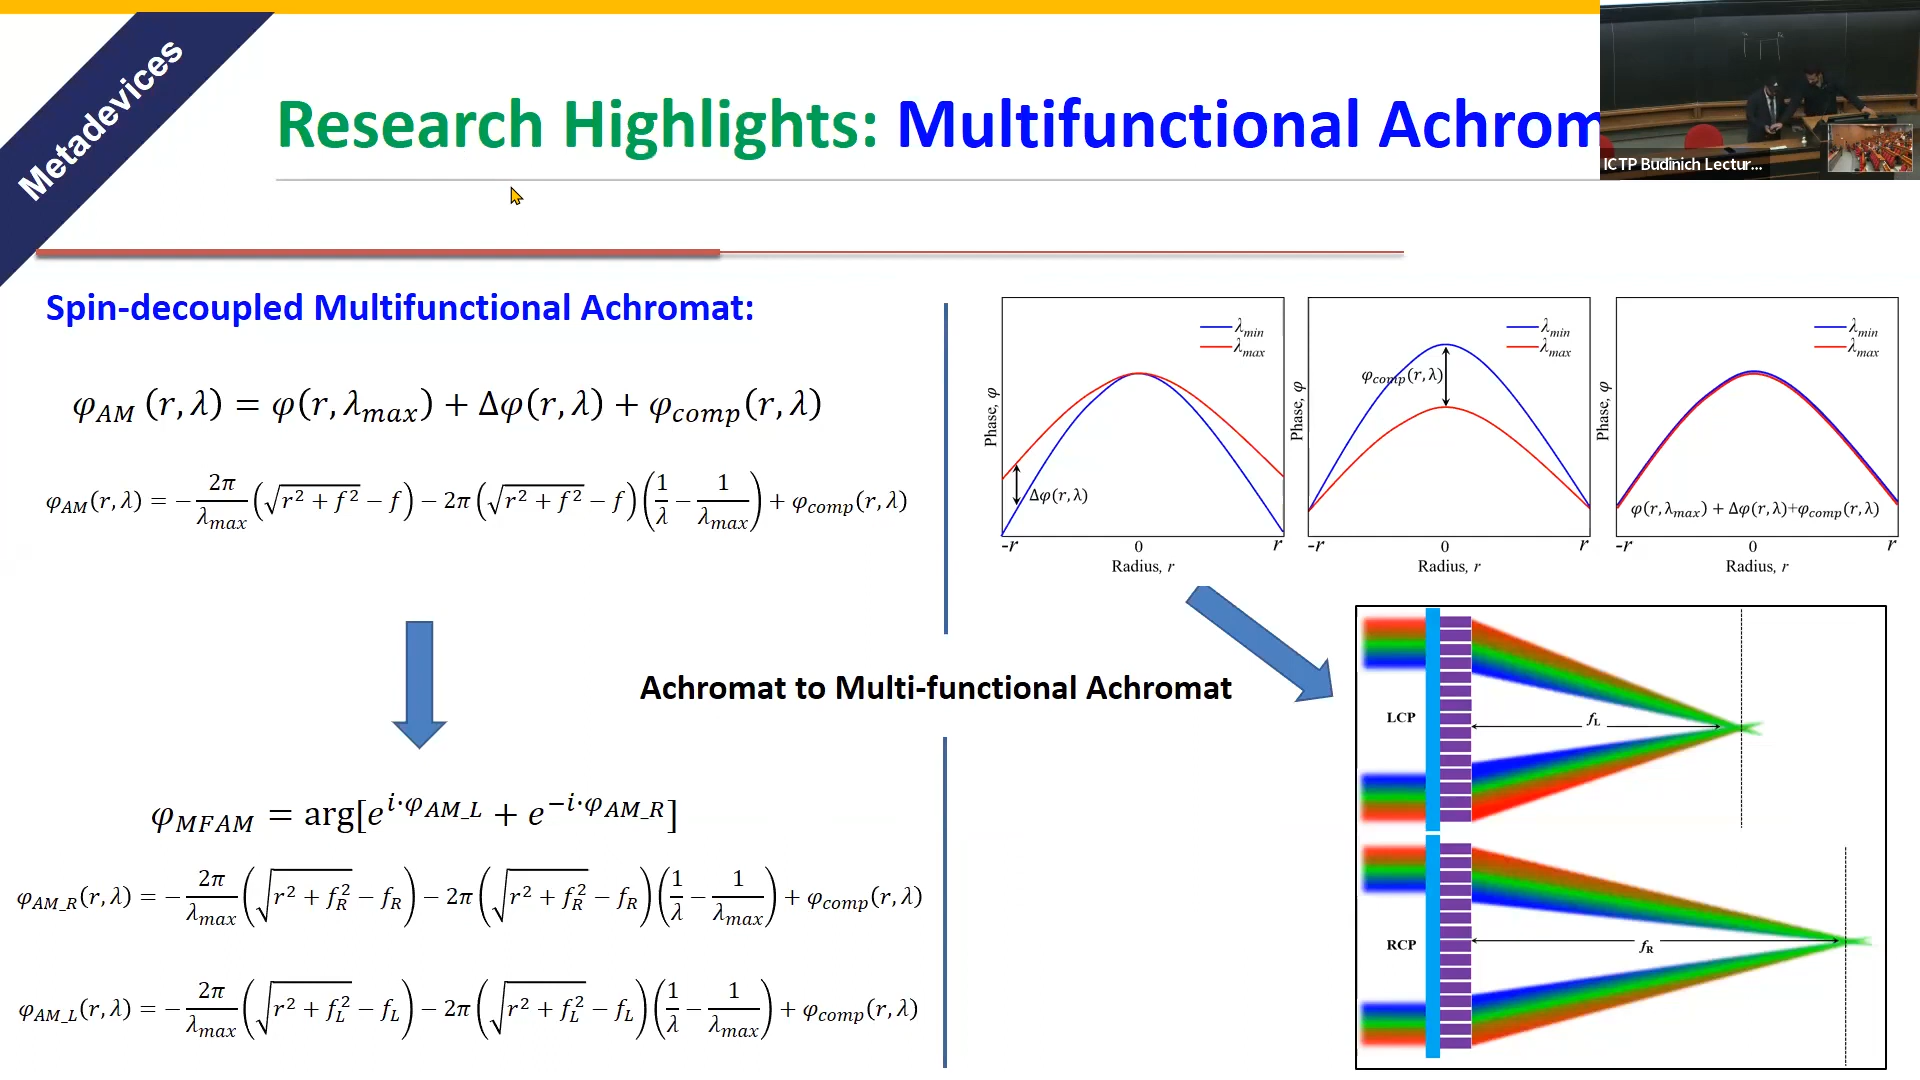 Metadevices
Research Highlights: Multifunctional Achrom
ICTP Budinich Lectur...
Spin-decoupled Multifunctional Achromat:
φ_AM (r, λ) = φ(r, λ_max) + Δφ(r, λ) + φ_comp(r, λ)
φ_AM(r, λ) = − 2π/λ_max (√(r² + f²) − f) − 2π (√(r² + f²) − f) (1/λ − 1/λ_max) + φ_comp(r, λ)
λ_min
λ_max
Phase, φ
Δφ(r, λ)
-r 0 r
Radius, r
λ_min
λ_max
Phase, φ
φ_comp(r, λ)
-r 0 r
Radius, r
λ_min
λ_max
Phase, φ
φ(r, λ_max) + Δφ(r, λ)+φ_comp(r, λ)
-r 0 r
Radius, r
Achromat to Multi-functional Achromat
φ_MFAM = arg[e^(i·φ_AM_L) + e^(−i·φ_AM_R)]
φ_AM_R(r, λ) = − 2π/λ_max (√(r² + f_R²) − f_R) − 2π (√(r² + f_R²) − f_R) (1/λ − 1/λ_max) + φ_comp(r, λ)
φ_AM_L(r, λ) = − 2π/λ_max (√(r² + f_L²) − f_L) − 2π (√(r² + f_L²) − f_L) (1/λ − 1/λ_max) + φ_comp(r, λ)
LCP
f_L
RCP
f_R